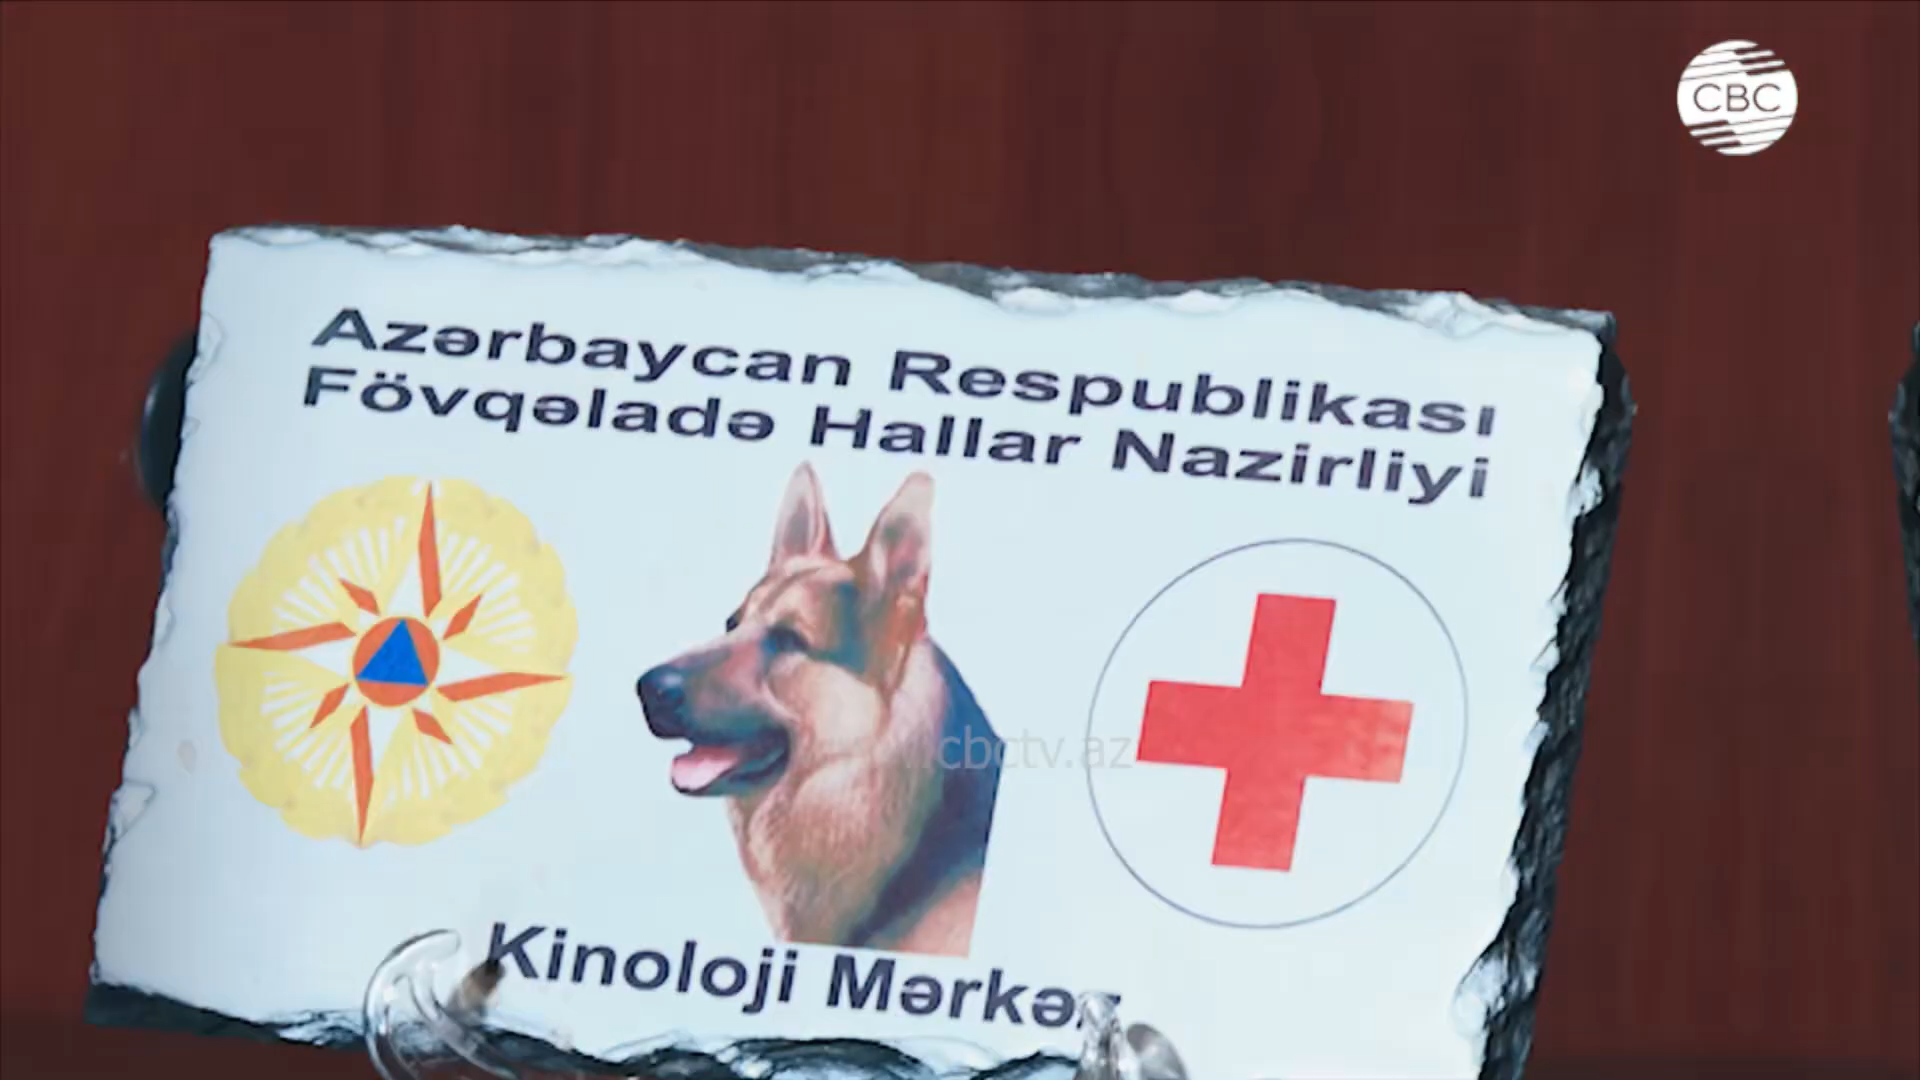 CBC
Azərbaycan Respublikası
Fövqəladə Hallar Nazirliyi
cbctv.az
Kinoloji Mərkəz